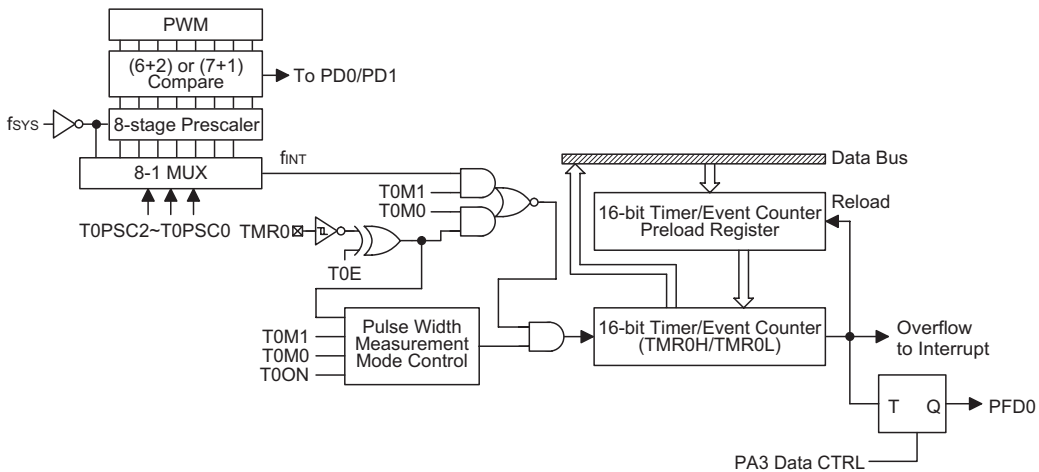 PWM
(6+2) or (7+1)
Compare
To PD0/PD1
fSYS
8-stage Prescaler
8-1 MUX
fINT
T0PSC2~T0PSC0
TMR0
T0E
T0M1
T0M0
Data Bus
16-bit Timer/Event Counter
Preload Register
Reload
T0M1
T0M0
T0ON
Pulse Width
Measurement
Mode Control
16-bit Timer/Event Counter
(TMR0H/TMR0L)
Overflow
to Interrupt
T
Q
PFD0
PA3 Data CTRL